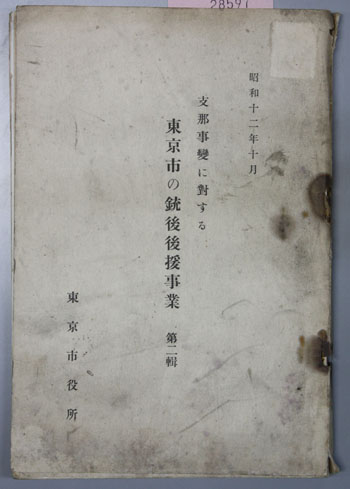 昭和十二年十月
支那事變に對する
東京市の銃後後援事業 第二輯
東京市役所